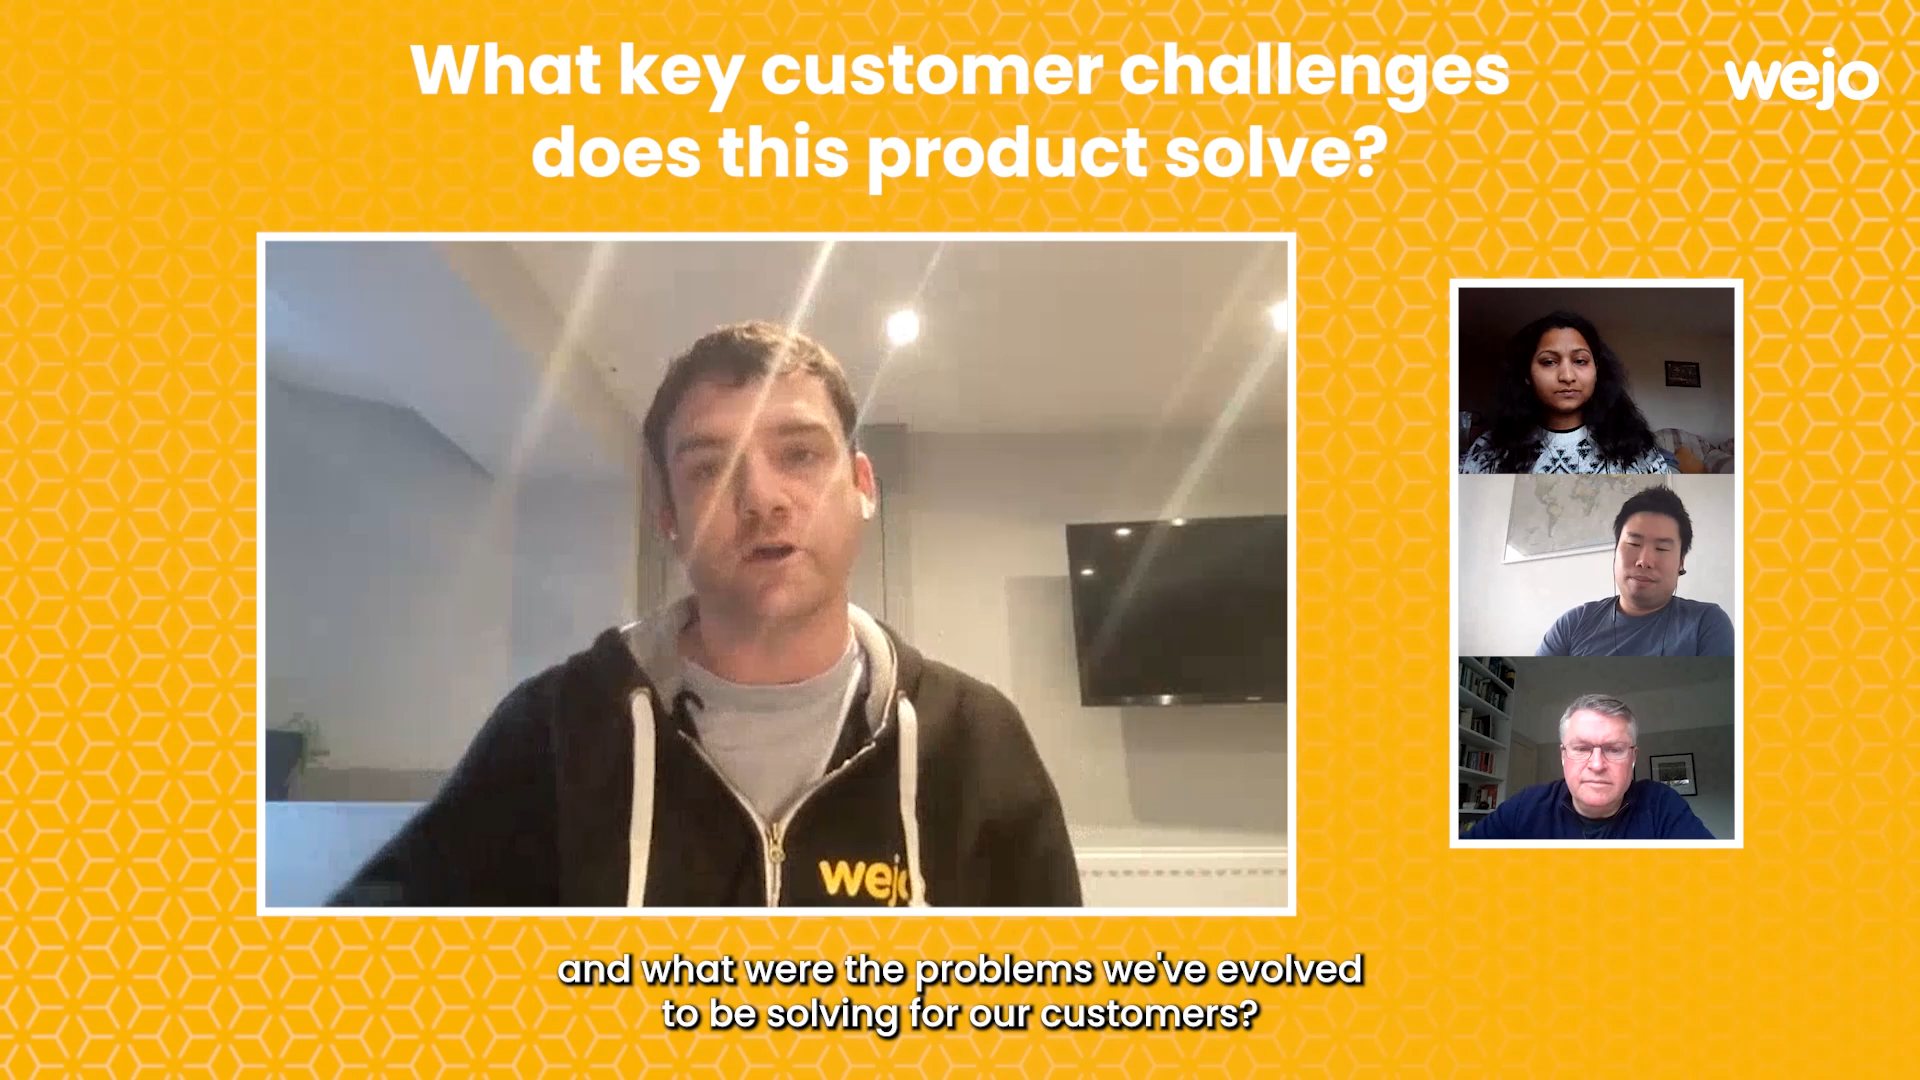 What key customer challenges
does this product solve?
wejo
wejo
and what were the problems we've evolved
to be solving for our customers?